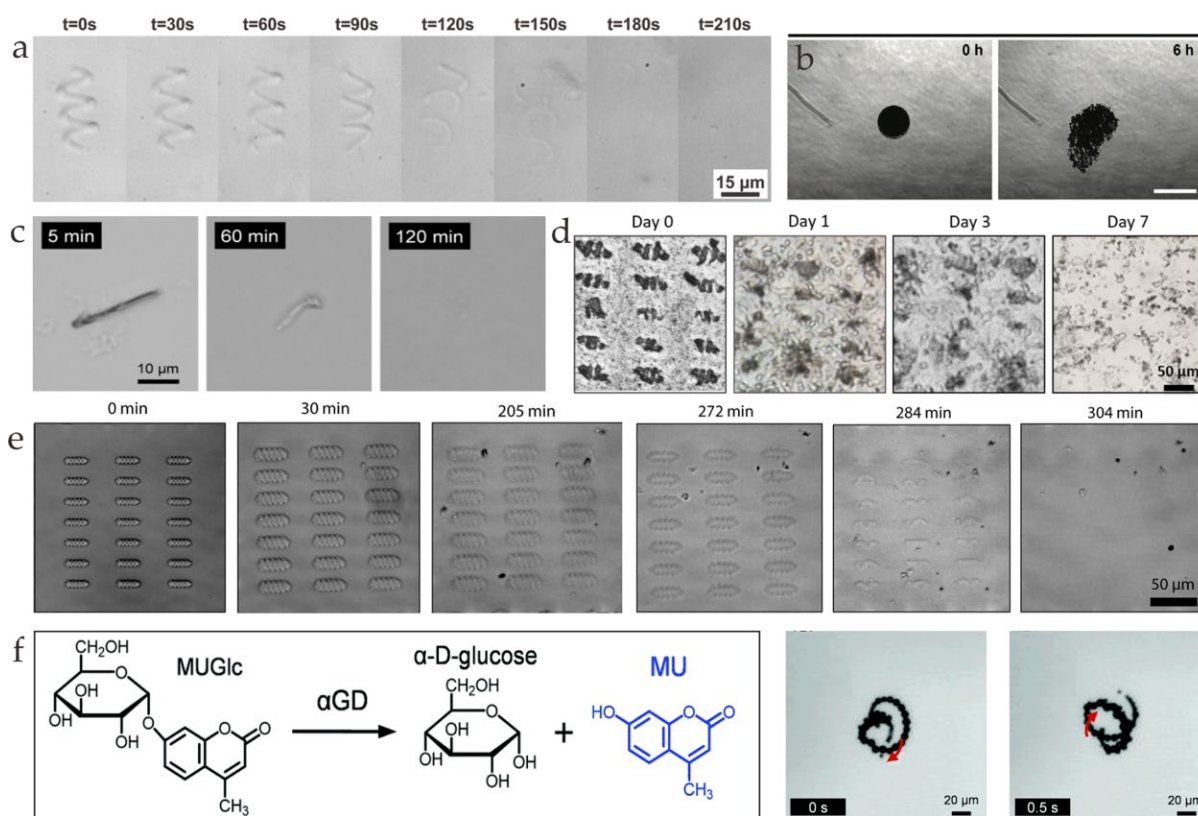 t=0s t=30s t=60s t=90s t=120s t=150s t=180s t=210s
a
15 µm
b
0 h
6 h
c
5 min
60 min
120 min
10 µm
d
Day 0 Day 1 Day 3 Day 7
50 µm
e
0 min 30 min 205 min 272 min 284 min 304 min
50 µm
f
CH₂OH
O
OH
OH
OH
O
O
O
CH₃
MUGlc
αGD
α-D-glucose
CH₂OH
O
OH
OH
OH
OH
+
MU
HO
O
O
CH₃
0 s
20 µm
0.5 s
20 µm